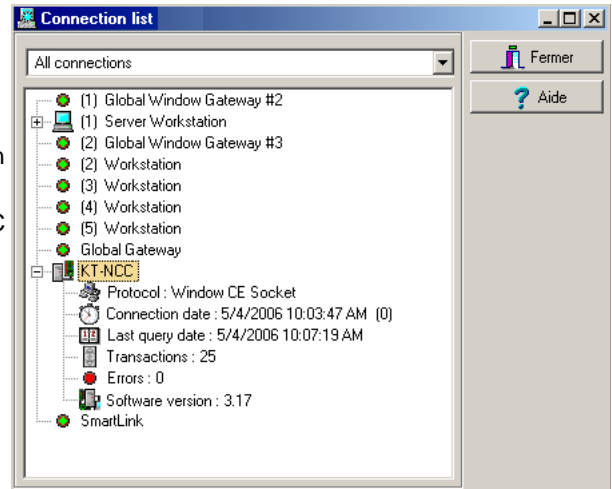 Connection list
All connections
Fermer
Aide
(1) Global Window Gateway #2
(1) Server Workstation
(2) Global Window Gateway #3
(2) Workstation
(3) Workstation
(4) Workstation
(5) Workstation
Global Gateway
KT-NCC
Protocol : Window CE Socket
Connection date : 5/4/2006 10:03:47 AM (0)
Last query date : 5/4/2006 10:07:19 AM
Transactions : 25
Errors : 0
Software version : 3.17
SmartLink